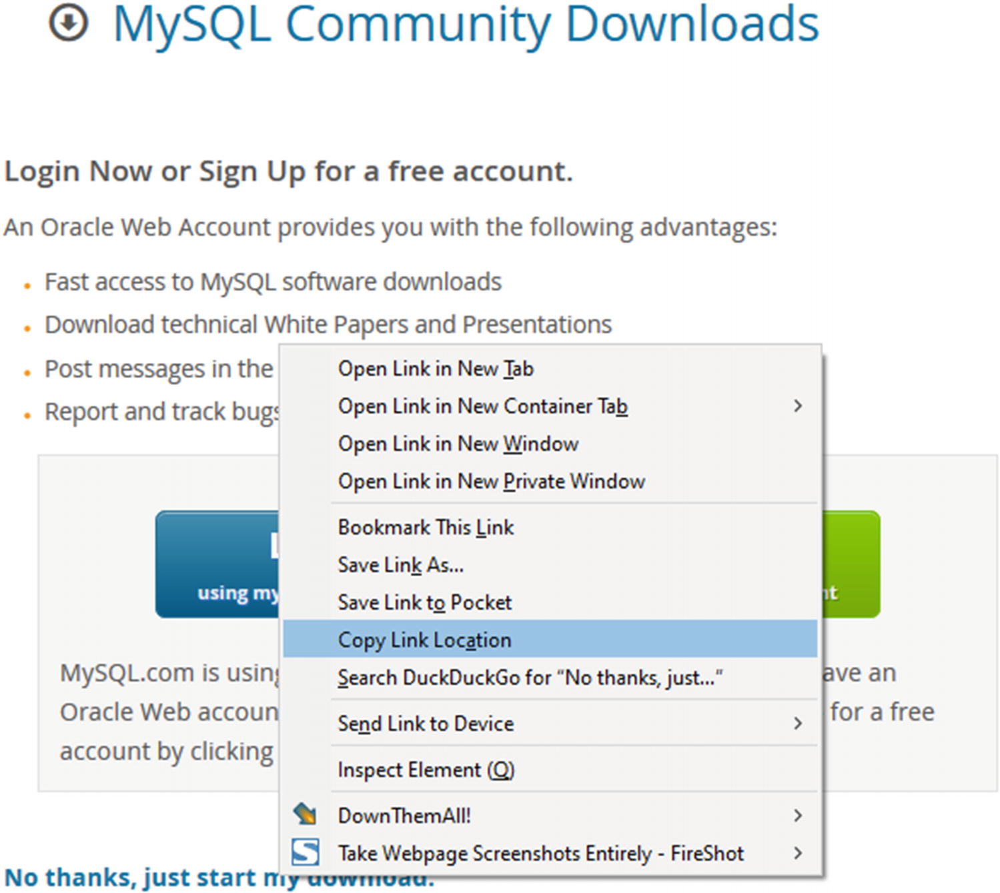 MySQL Community Downloads
Login Now or Sign Up for a free account.
An Oracle Web Account provides you with the following advantages:
Fast access to MySQL software downloads
Download technical White Papers and Presentations
Post messages in the
Report and track bugs
using my
MySQL.com is using
ave an
Oracle Web accoun
for a free
account by clicking
Open Link in New Tab
Open Link in New Container Tab
Open Link in New Window
Open Link in New Private Window
Bookmark This Link
Save Link As...
Save Link to Pocket
Copy Link Location
Search DuckDuckGo for “No thanks, just...”
Send Link to Device
Inspect Element (Q)
DownThemAll!
Take Webpage Screenshots Entirely - FireShot
No thanks, just start my download.